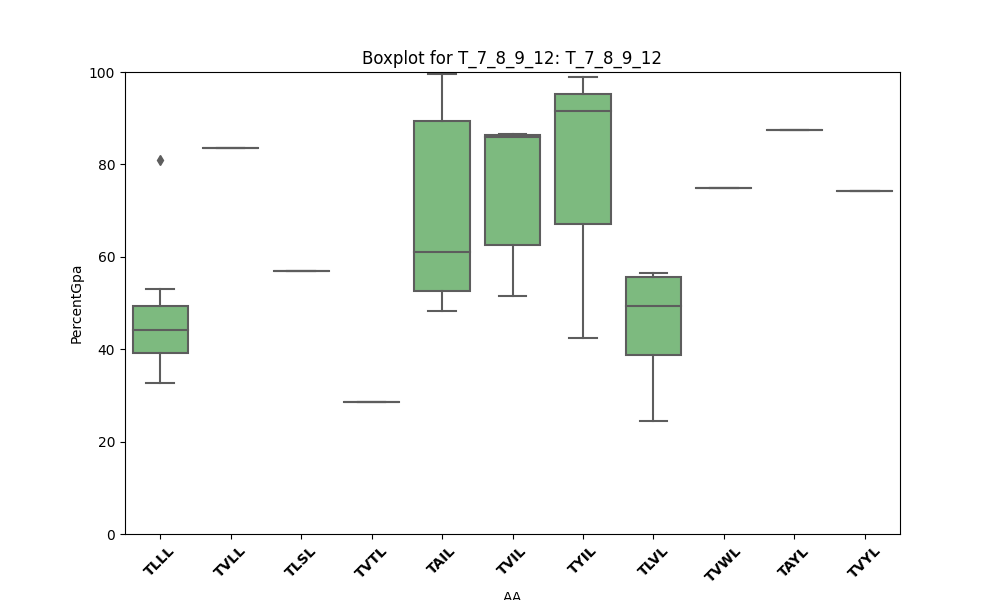 Boxplot for T_7_8_9_12: T_7_8_9_12
PercentGpa
100
80
60
40
20
0
TLLL
TVLL
TLSL
TVTL
TAIL
TVIL
TYIL
TLVL
TVWL
TAYL
TVYL
AA